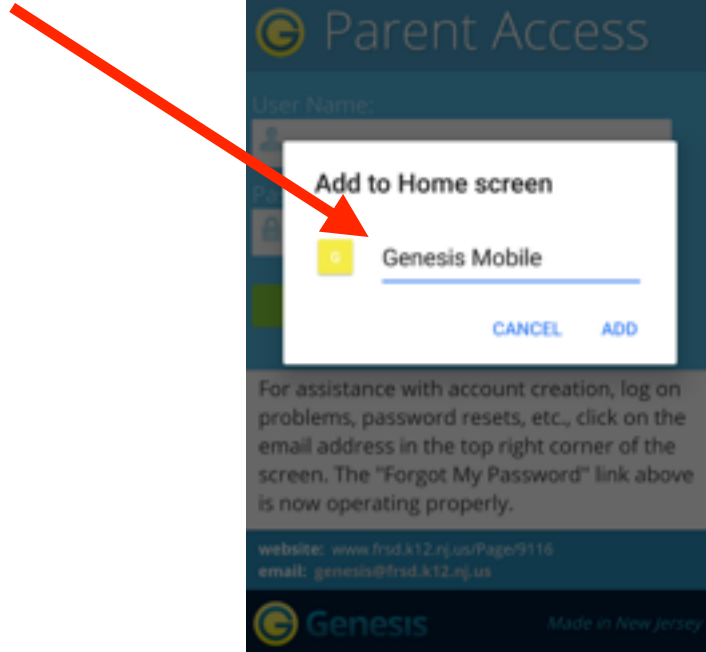 G Parent Access
User Name:
Pa
Add to Home screen
G
Genesis Mobile
CANCEL ADD
For assistance with account creation, log on
problems, password resets, etc., click on the
email address in the top right corner of the
screen. The "Forgot My Password" link above
is now operating properly.
website: www.frsd.k12.nj.us/Page/9116
email: genesis@frsd.k12.nj.us
G Genesis Made in New Jersey